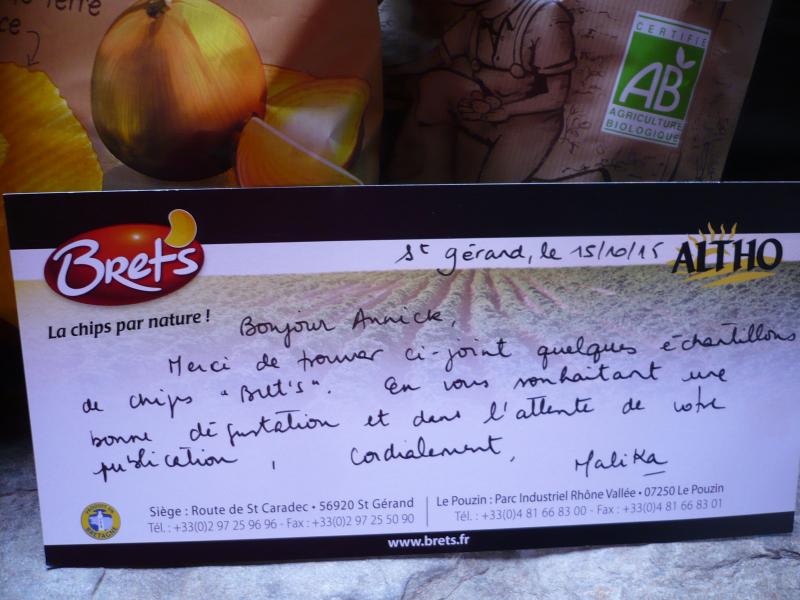 CERTIFIÉ
AB
AGRICULTURE
BIOLOGIQUE
BRET'S
La chips par nature !
ALTHO
St gérand, le 15/10/15
Bonjour Annick,
Merci de trouver ci-joint quelques échantillons
de chips "Bret's". En vous souhaitant une
bonne dégustation et dans l'attente de votre
publication, Cordialement,
Malika
Siège : Route de St Caradec • 56920 St Gérand
Tél. : +33(0)2 97 25 96 96 - Fax : +33(0)2 97 25 50 90
Le Pouzin : Parc Industriel Rhône Vallée • 07250 Le Pouzin
Tél. : +33(0)4 81 66 83 00 - Fax : +33(0)4 81 66 83 01
BRETAGNE
www.brets.fr